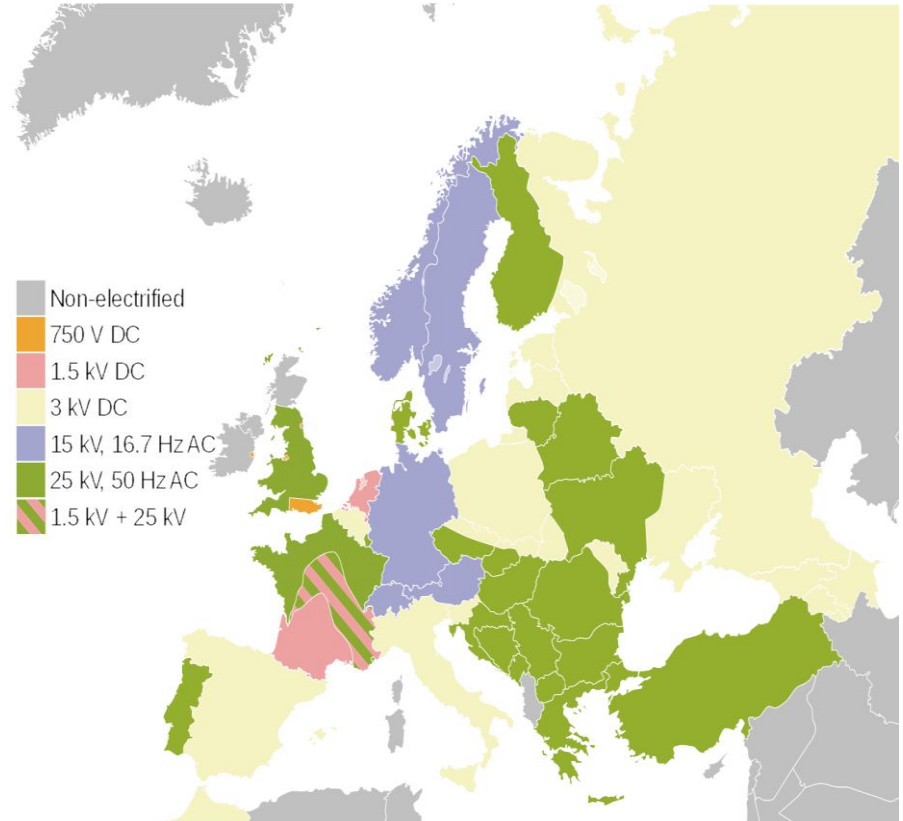 Non-electrified
750 V DC
1.5 kV DC
3 kV DC
15 kV, 16.7 Hz AC
25 kV, 50 Hz AC
1.5 kV + 25 kV